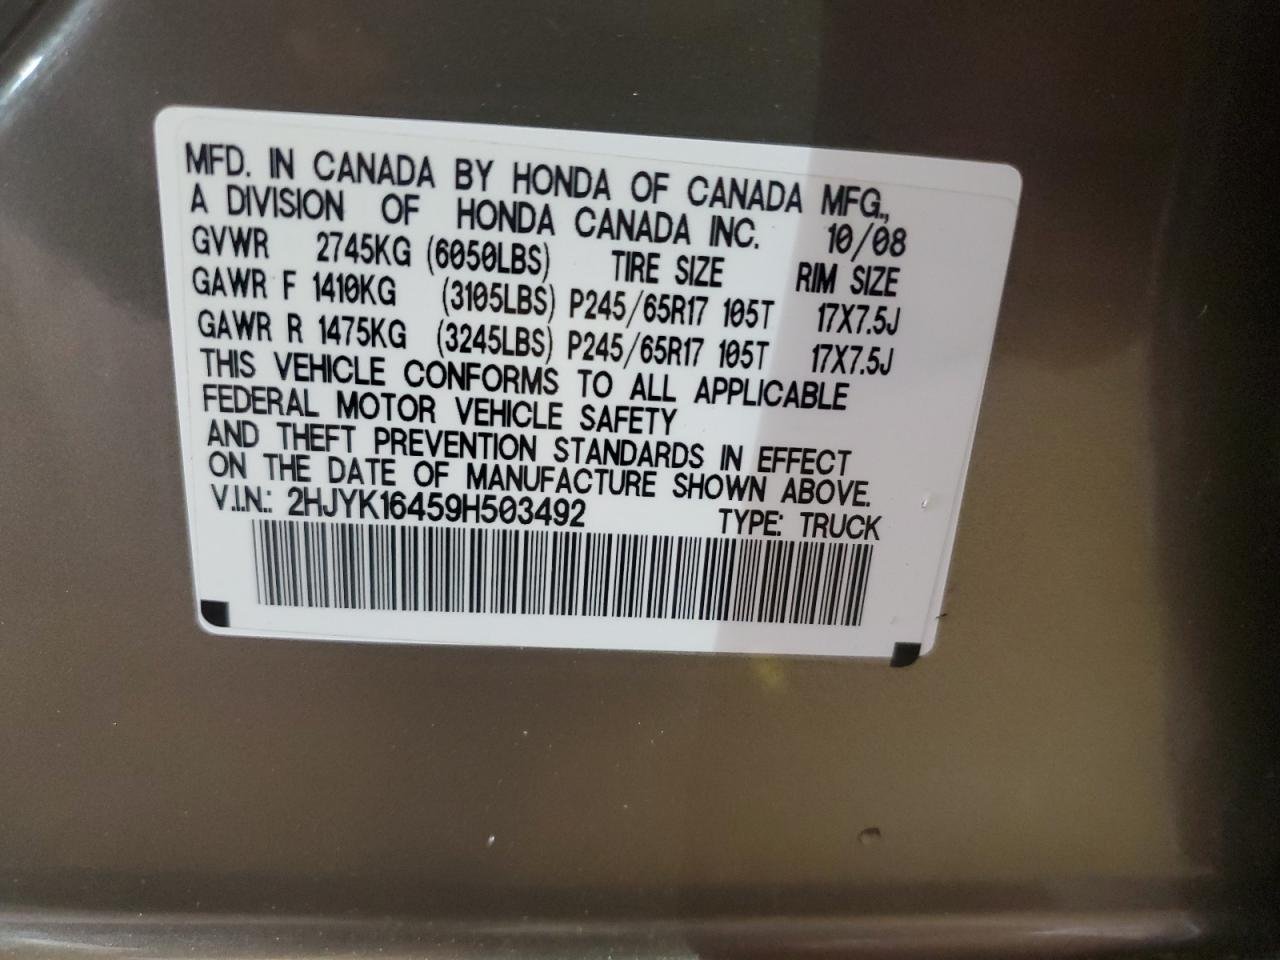 MFD. IN CANADA BY HONDA OF CANADA MFG.,
A DIVISION OF HONDA CANADA INC. 10/08
GVWR 2745KG (6050LBS) TIRE SIZE RIM SIZE
GAWR F 1410KG (3105LBS) P245/65R17 105T 17X7.5J
GAWR R 1475KG (3245LBS) P245/65R17 105T 17X7.5J
THIS VEHICLE CONFORMS TO ALL APPLICABLE
FEDERAL MOTOR VEHICLE SAFETY
AND THEFT PREVENTION STANDARDS IN EFFECT
ON THE DATE OF MANUFACTURE SHOWN ABOVE.
V.I.N.: 2HJYK16459H503492 TYPE: TRUCK